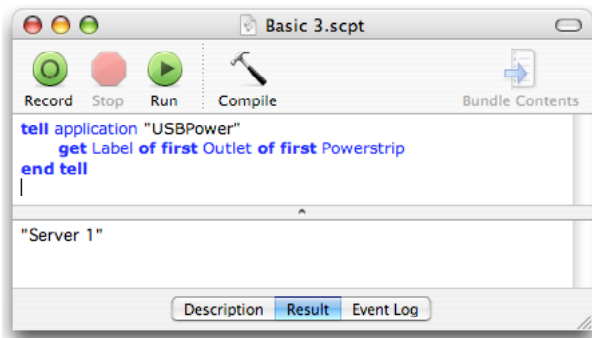 Basic 3.scpt
Record Stop Run Compile Bundle Contents
tell application "USBPower"
get Label of first Outlet of first Powerstrip
end tell
"Server 1"
Description Result Event Log